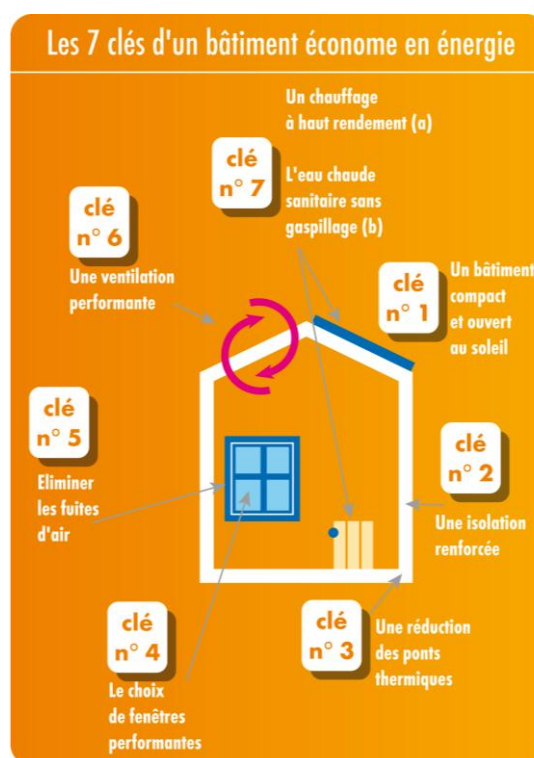 Les 7 clés d'un bâtiment économe en énergie
Un chauffage
à haut rendement (a)
clé
n° 7
L'eau chaude
sanitaire sans
gaspillage (b)
clé
n° 6
Une ventilation
performante
clé
n° 1
Un bâtiment
compact
et ouvert
au soleil
clé
n° 5
Eliminer
les fuites
d'air
clé
n° 2
Une isolation
renforcée
clé
n° 4
Le choix
de fenêtres
performantes
clé
n° 3
Une réduction
des ponts
thermiques